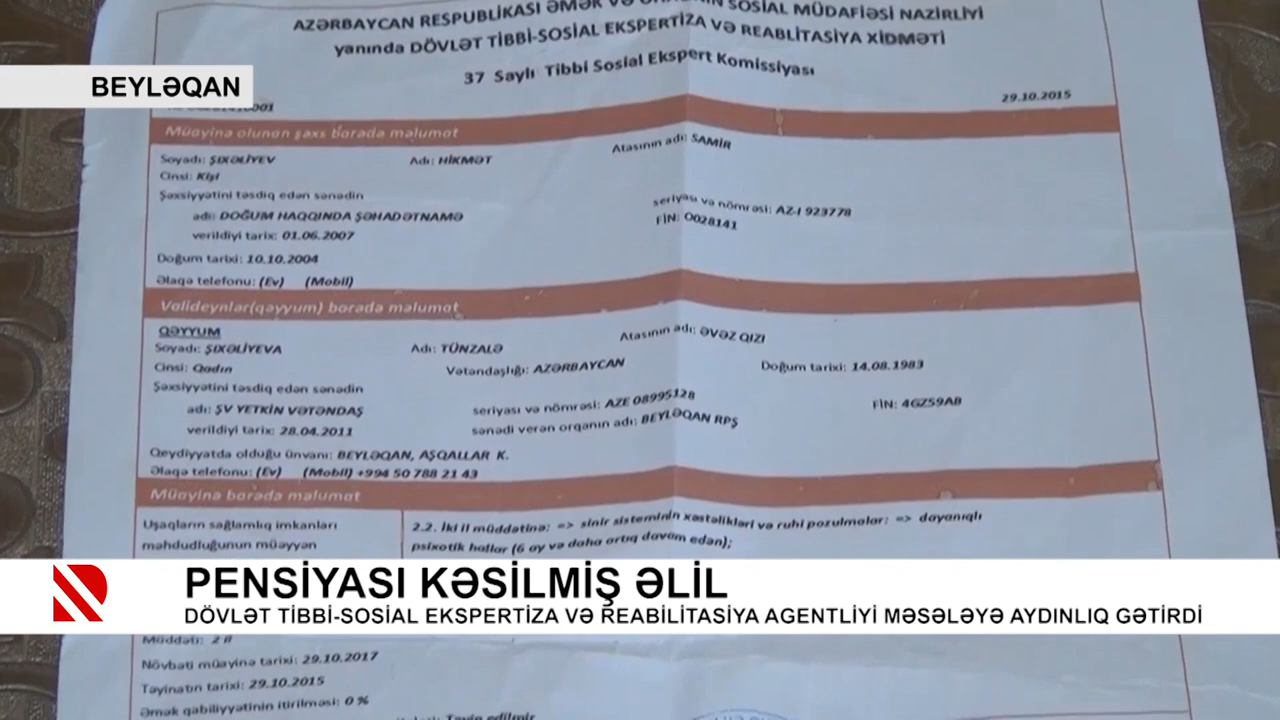 AZƏRBAYCAN RESPUBLİKASI ƏMƏK VƏ SOSİAL MÜDAFİƏSİ NAZİRLİYİ
yanında DÖVLƏT TİBBİ-SOSİAL EKSPERTİZA VƏ REABLİTASİYA XİDMƏTİ
37 Saylı Tibbi Sosial Ekspert Komissiyası
BEYLƏQAN
29.10.2015
Müayinə olunan şəxs barədə məlumat
Soyadı: ŞIXƏLİYEV Adı: HİKMƏT Atasının adı: SAMİR
Cinsi: Kişi
Şəxsiyyətini təsdiq edən sənədin seriyası və nömrəsi: AZ-I 923778
adı: DOĞUM HAQQINDA ŞƏHADƏTNAMƏ FİN: O028141
verildiyi tarix: 01.06.2007
Doğum tarixi: 10.10.2004
Əlaqə telefonu: (Ev) (Mobil)
Valideynlər(qəyyum) barədə məlumat
QƏYYUM
Soyadı: ŞIXƏLİYEVA Adı: TÜNZALƏ Atasının adı: ƏVƏZ QIZI
Cinsi: Qadın Vətəndaşlığı: AZƏRBAYCAN Doğum tarixi: 14.08.1983
Şəxsiyyətini təsdiq edən sənədin
adı: ŞV YETKİN VƏTƏNDAŞ seriyası və nömrəsi: AZE 08995128 FİN: 4GZ59AB
verildiyi tarix: 28.04.2011 sənədi verən orqanın adı: BEYLƏQAN RPŞ
Qeydiyyatda olduğu ünvanı: BEYLƏQAN, AŞQALLAR K.
Əlaqə telefonu: (Ev) (Mobil) +994 50 788 21 43
Müayinə barədə məlumat
Uşaqların sağlamlıq imkanları 2.2. İki il müddətinə: => sinir sisteminin xəstəlikləri və ruhi pozulmalar: => dayanıqlı
məhdudluğunun müəyyən psixotik hallar (6 ay və daha artıq davam edən);
PENSİYASI KƏSİLMİŞ ƏLİL
DÖVLƏT TİBBİ-SOSİAL EKSPERTİZA VƏ REABİLİTASİYA AGENTLİYİ MƏSƏLƏYƏ AYDINLIQ GƏTİRDİ
Müddəti: 2 il
Növbəti müayinə tarixi: 29.10.2017
Təyinatın tarixi: 29.10.2015
Əmək qabiliyyətinin itirilməsi: 0 %
Təyin edilmir